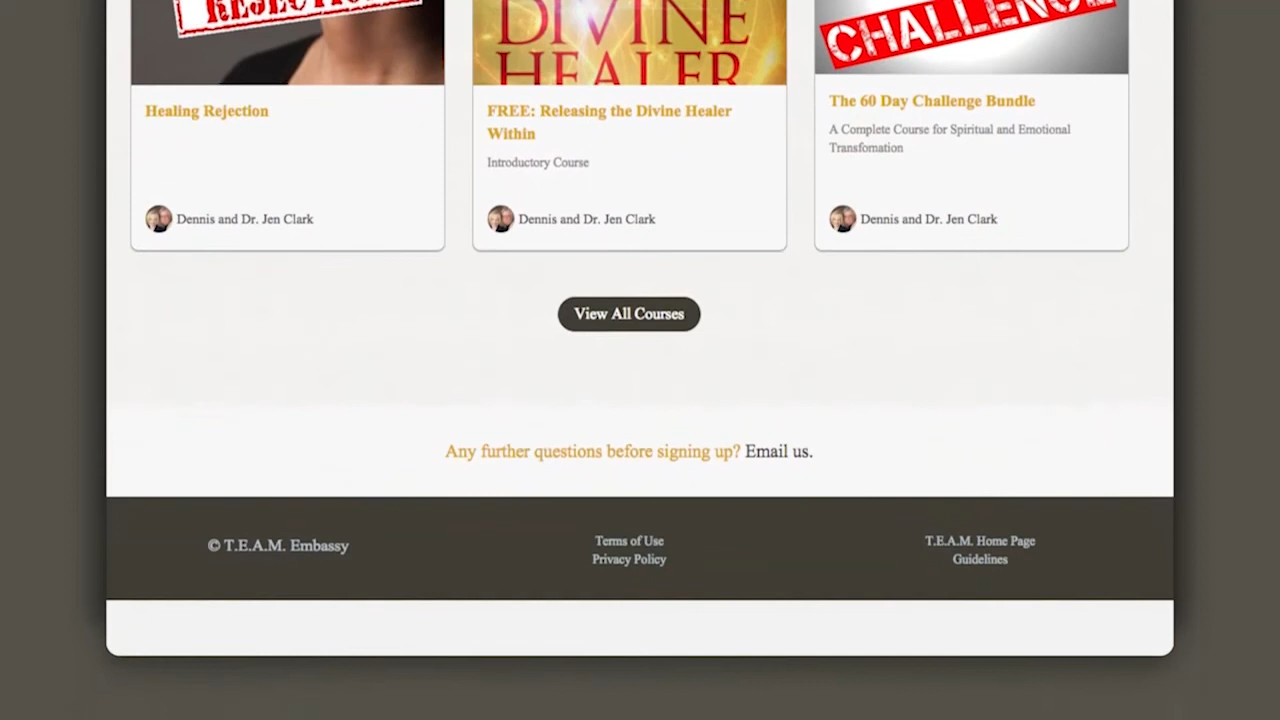 REJECTION
DIVINE
HEALER
CHALLENGE
Healing Rejection
FREE: Releasing the Divine Healer
Within
Introductory Course
The 60 Day Challenge Bundle
A Complete Course for Spiritual and Emotional
Transfomation
Dennis and Dr. Jen Clark
Dennis and Dr. Jen Clark
Dennis and Dr. Jen Clark
View All Courses
Any further questions before signing up? Email us.
© T.E.A.M. Embassy
Terms of Use
Privacy Policy
T.E.A.M. Home Page
Guidelines